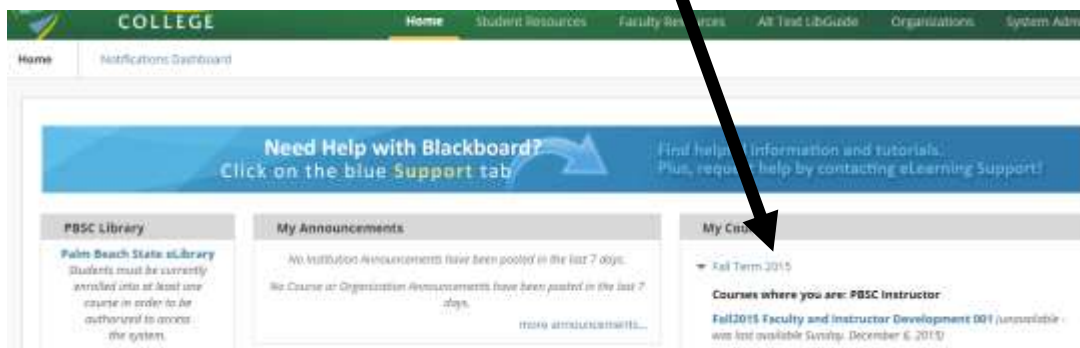 COLLEGE
Home Student Resources Faculty Resources Alt Text LibGuide Organizations System Adm
Home Notifications Dashboard
Need Help with Blackboard?
Click on the blue Support tab
Find helpful information and tutorials.
Plus, request help by contacting eLearning Support!
PBSC Library
Palm Beach State eLibrary
Students must be currently
enrolled into at least one
course in order to be
authorized to access
the system.
My Announcements
No Institution Announcements have been posted in the last 7 days.
No Course or Organization Announcements have been posted in the last 7
days.
more announcements...
My Cou
Fall Term 2015
Courses where you are: PBSC Instructor
Fall2015 Faculty and Instructor Development 001 (unavailable -
was last available Sunday, December 6, 2015)